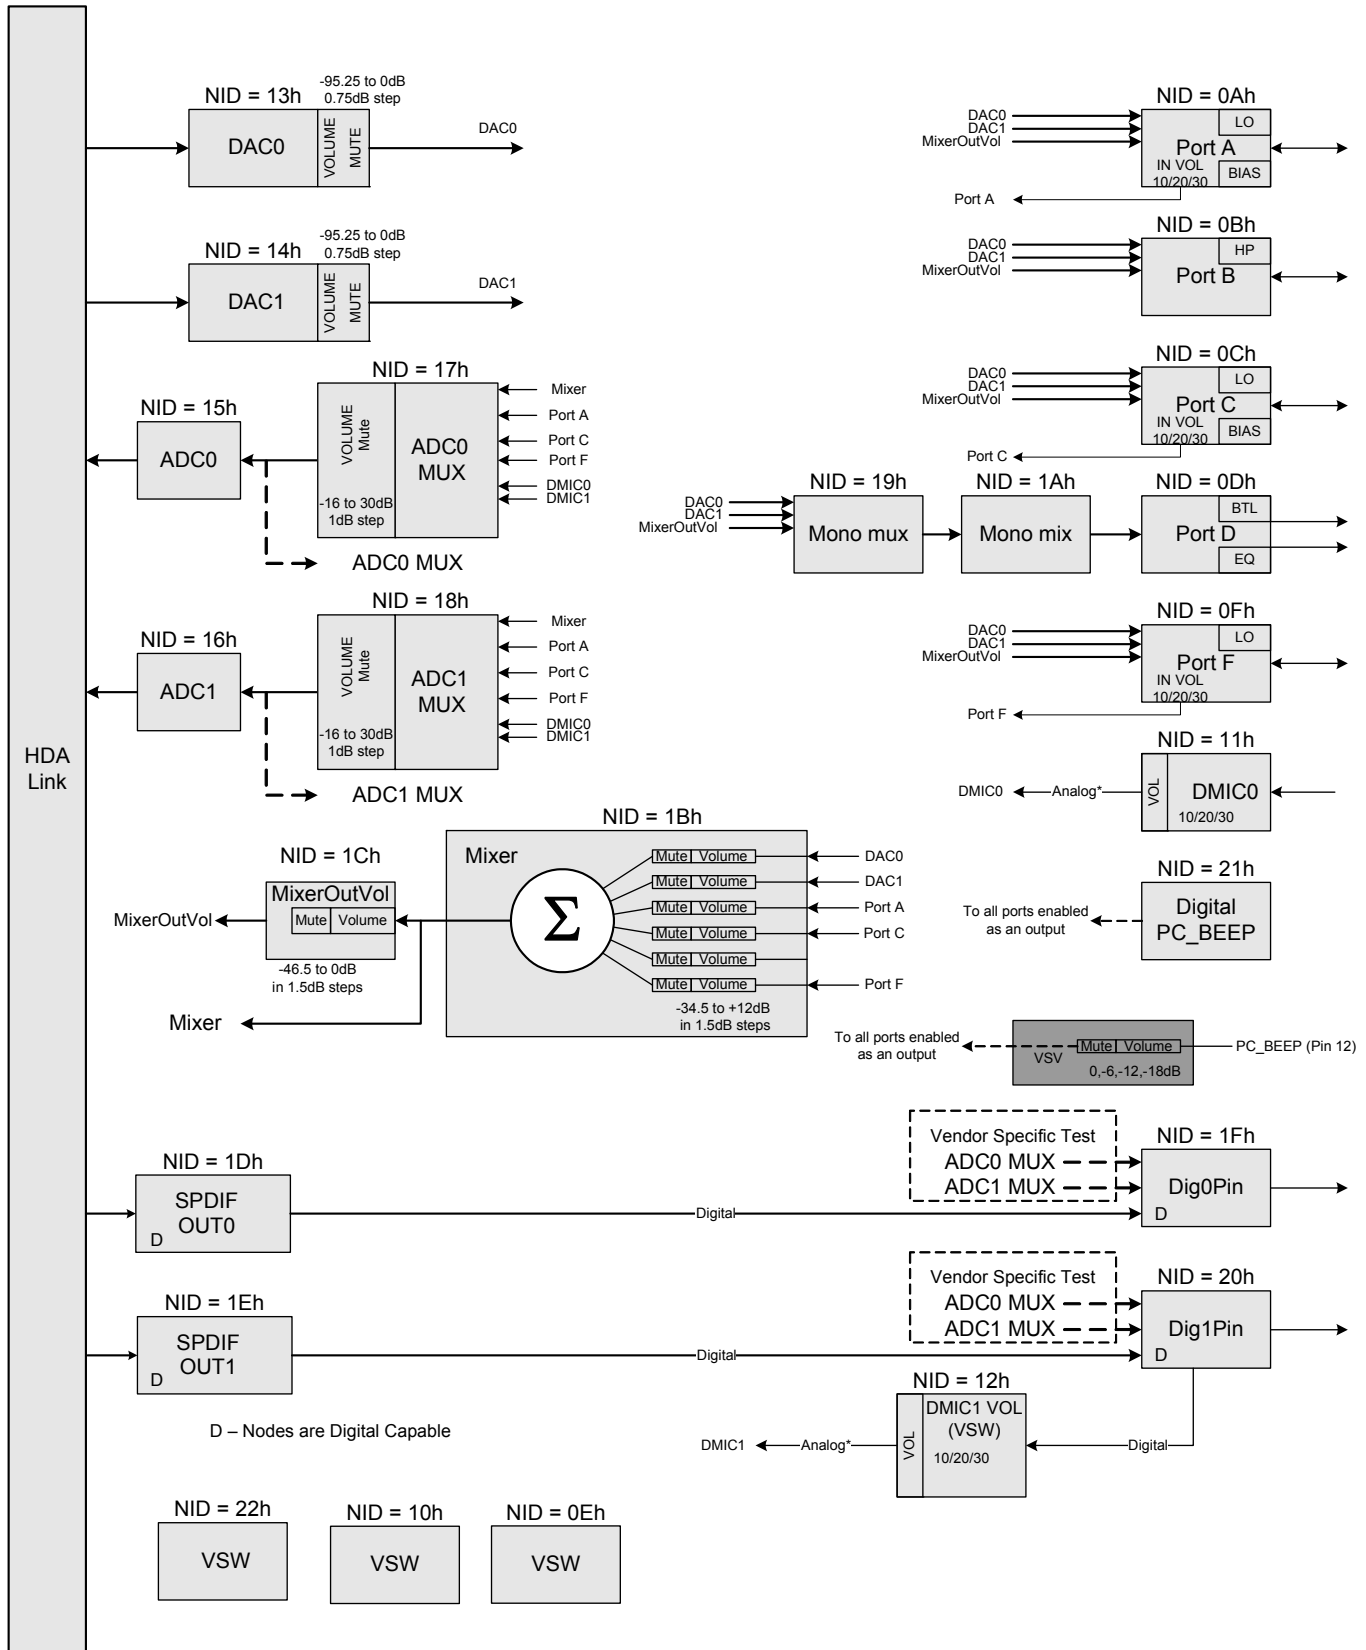 HDA
Link
NID = 13h
-95.25 to 0dB
0.75dB step
DAC0
VOLUME
MUTE
DAC0
NID = 14h
-95.25 to 0dB
0.75dB step
DAC1
VOLUME
MUTE
DAC1
NID = 17h
NID = 15h
ADC0
VOLUME
Mute
-16 to 30dB
1dB step
ADC0
MUX
Mixer
Port A
Port C
Port F
DMIC0
DMIC1
ADC0 MUX
NID = 18h
NID = 16h
ADC1
VOLUME
Mute
-16 to 30dB
1dB step
ADC1
MUX
Mixer
Port A
Port C
Port F
DMIC0
DMIC1
ADC1 MUX
NID = 1Bh
Mixer
Σ
Mute Volume
Mute Volume
Mute Volume
Mute Volume
Mute Volume
Mute Volume
DAC0
DAC1
Port A
Port C
Port F
-34.5 to +12dB
in 1.5dB steps
NID = 1Ch
MixerOutVol
Mute Volume
MixerOutVol
-46.5 to 0dB
in 1.5dB steps
Mixer
NID = 0Ah
DAC0
DAC1
MixerOutVol
LO
Port A
IN VOL
10/20/30
BIAS
Port A
NID = 0Bh
DAC0
DAC1
MixerOutVol
HP
Port B
NID = 0Ch
DAC0
DAC1
MixerOutVol
LO
Port C
IN VOL
10/20/30
BIAS
Port C
NID = 19h
DAC0
DAC1
MixerOutVol
Mono mux
NID = 1Ah
Mono mix
NID = 0Dh
BTL
Port D
EQ
NID = 0Fh
DAC0
DAC1
MixerOutVol
LO
Port F
IN VOL
10/20/30
Port F
NID = 11h
DMIC0
Analog*
VOL
DMIC0
10/20/30
NID = 21h
To all ports enabled
as an output
Digital
PC_BEEP
To all ports enabled
as an output
VSV
Mute Volume
0,-6,-12,-18dB
PC_BEEP (Pin 12)
NID = 1Dh
SPDIF
OUT0
D
Digital
Vendor Specific Test
ADC0 MUX
ADC1 MUX
NID = 1Fh
Dig0Pin
D
NID = 1Eh
SPDIF
OUT1
D
Digital
Vendor Specific Test
ADC0 MUX
ADC1 MUX
NID = 20h
Dig1Pin
D
NID = 12h
DMIC1
Analog*
VOL
DMIC1 VOL
(VSW)
10/20/30
Digital
D – Nodes are Digital Capable
NID = 22h
VSW
NID = 10h
VSW
NID = 0Eh
VSW